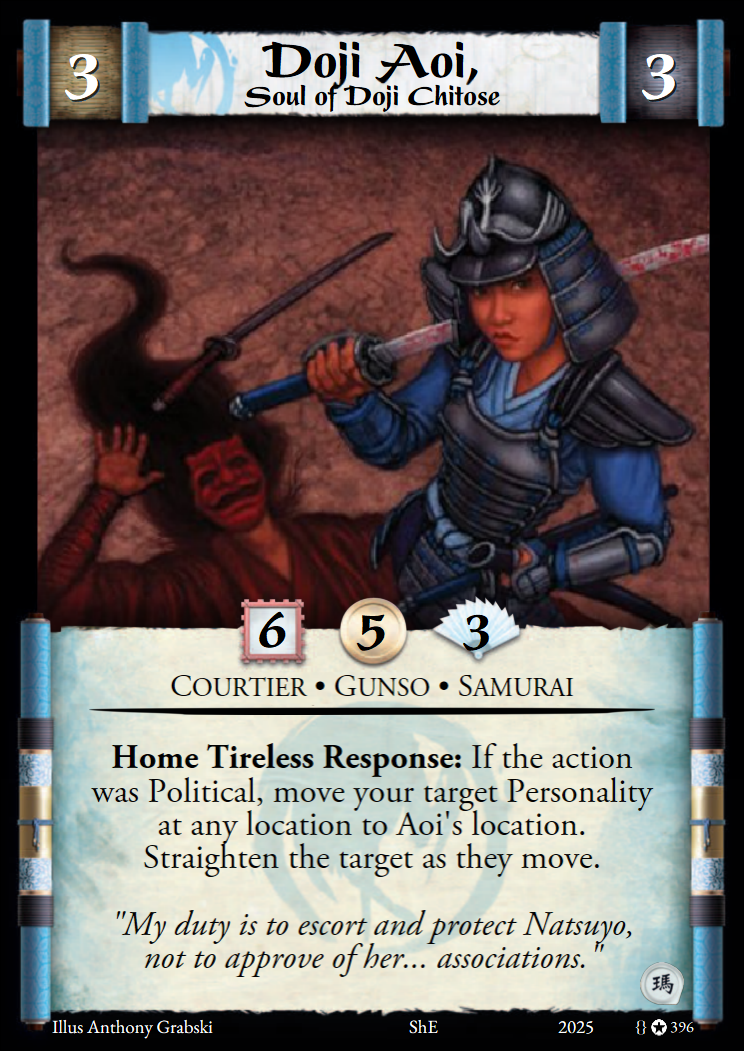 3
Doji Aoi,
Soul of Doji Chitose
3
6
5
3
Courtier • Gunso • Samurai
Home Tireless Response: If the action
was Political, move your target Personality
at any location to Aoi's location.
Straighten the target as they move.
"My duty is to escort and protect Natsuyo,
not to approve of her... associations."
瑪
Illus Anthony Grabski
ShE
2025
{} ✪ 396